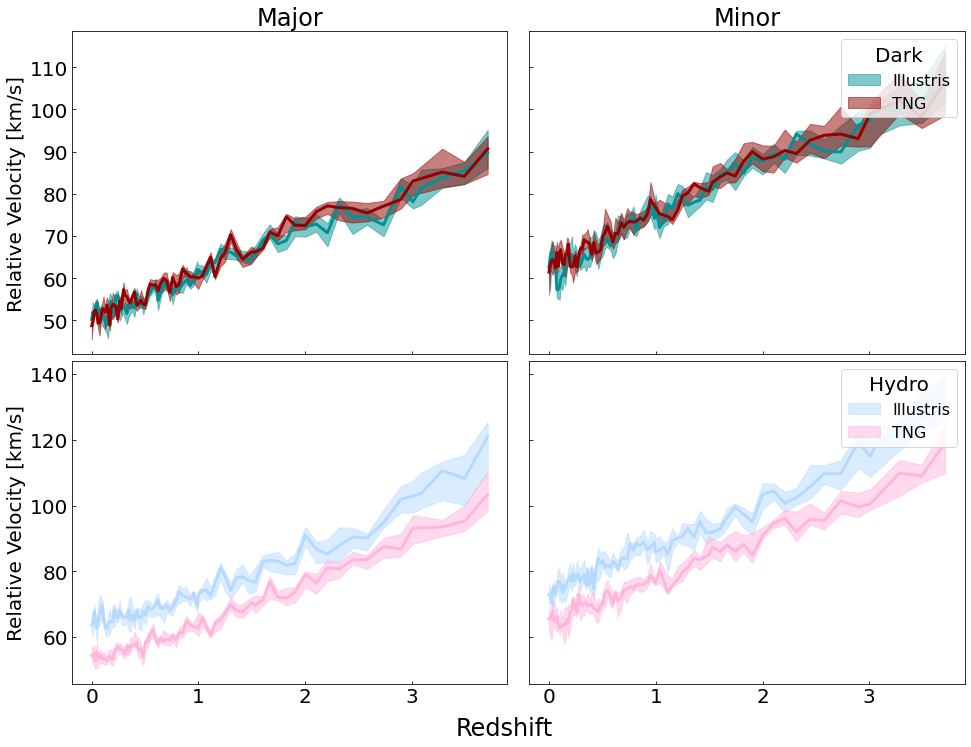 Major
Minor
Relative Velocity [km/s]
110
100
90
80
70
60
50
Dark
Illustris
TNG
Relative Velocity [km/s]
140
120
100
80
60
Hydro
Illustris
TNG
0 1 2 3
0 1 2 3
Redshift